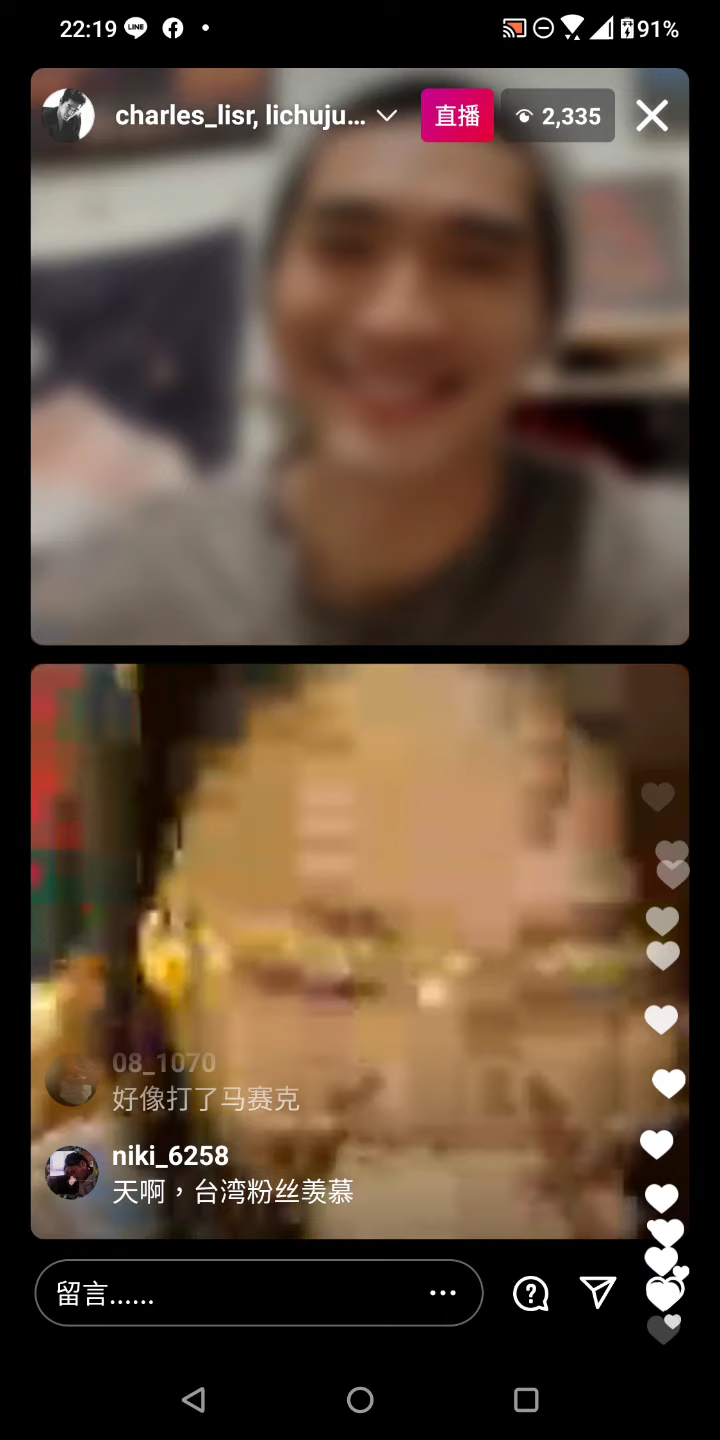 22:19 LINE 91%
charles_lisr, lichuju... 直播 2,335
08_1070
好像打了马赛克
niki_6258
天啊，台湾粉丝羡慕
留言......